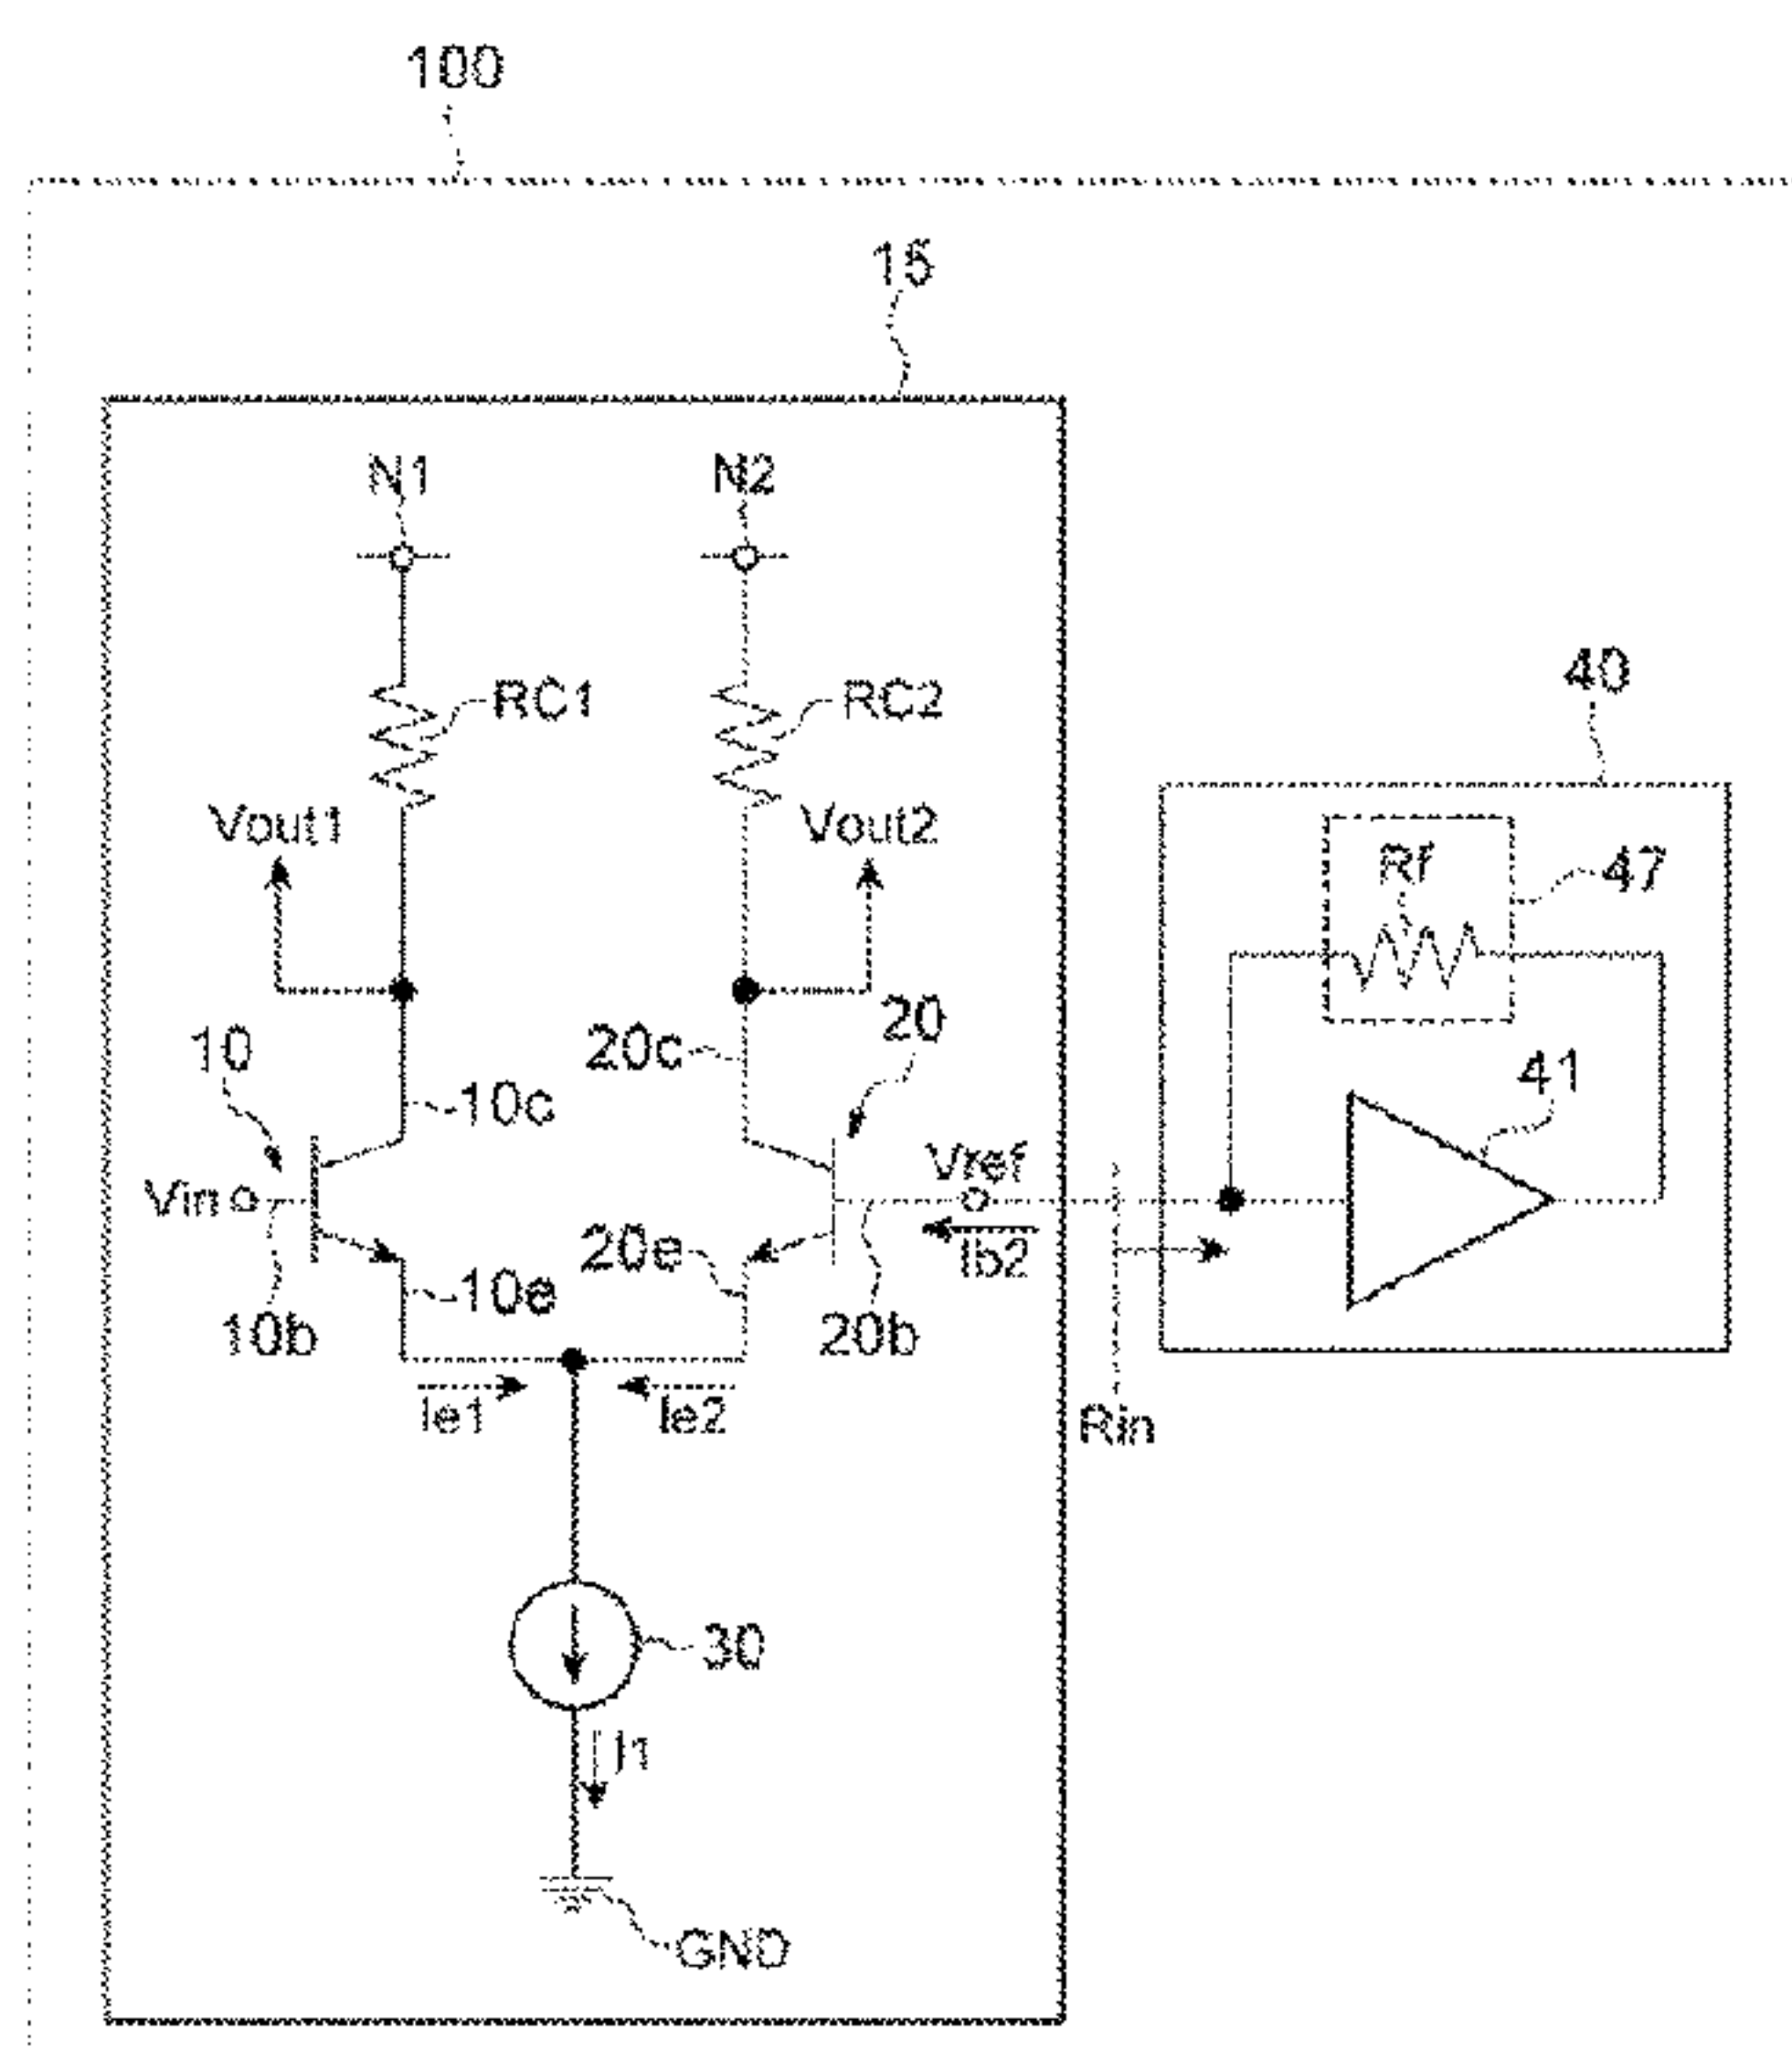 100
15
N1 N2
RC1 RC2
40
Vout1 Vout2
Rf 47
10 20c 20
10c 41
Vin Vref
20e Ib2
10e
10b 20b
Ie1 Ie2 Rin
30
I1
GND